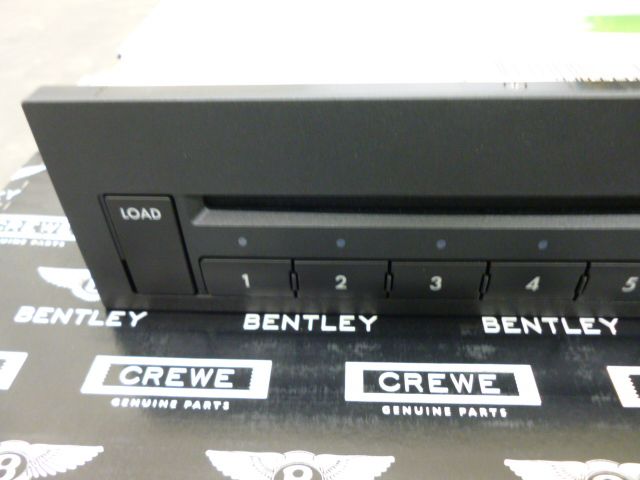 LOAD
1 2 3 4 5
CREWE
GENUINE PARTS
BENTLEY BENTLEY BENTLEY
CREWE CREWE
GENUINE PARTS GENUINE PARTS
B B